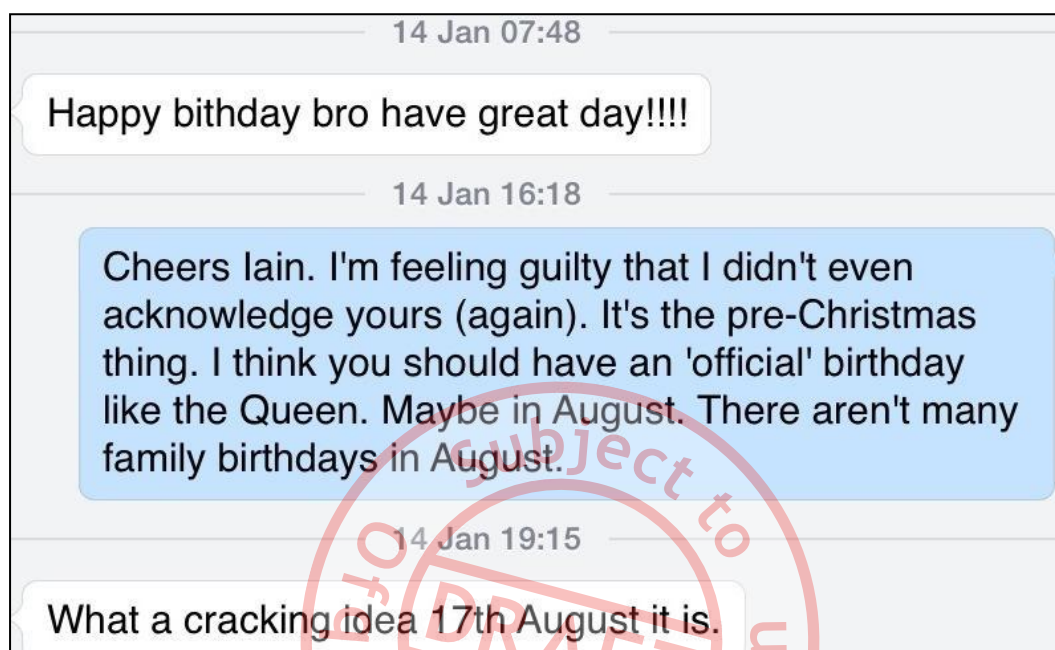 14 Jan 07:48
Happy bithday bro have great day!!!!
14 Jan 16:18
Cheers Iain. I'm feeling guilty that I didn't even
acknowledge yours (again). It's the pre-Christmas
thing. I think you should have an 'official' birthday
like the Queen. Maybe in August. There aren't many
family birthdays in August.
14 Jan 19:15
What a cracking idea 17th August it is.
Subject to